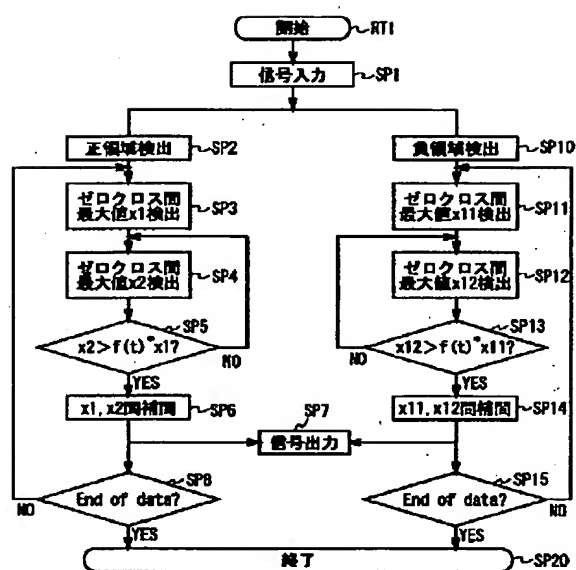 開始
RT1
信号入力
SP1
正領域検出
SP2
負領域検出
SP10
ゼロクロス間
最大値x1検出
SP3
ゼロクロス間
最大値x11検出
SP11
ゼロクロス間
最大値x2検出
SP4
ゼロクロス間
最大値x12検出
SP12
SP5
x2>f(t)*x1?
NO
YES
SP13
x12>f(t)*x11?
NO
YES
x1,x2間補間
SP6
SP7
信号出力
x11,x12間補間
SP14
SP8
End of data?
NO
YES
SP15
End of data?
NO
YES
終了
SP20